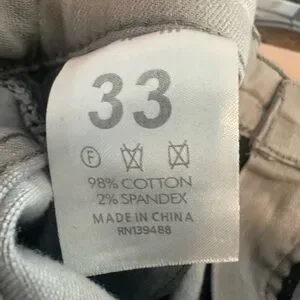 33
F
98% COTTON
2% SPANDEX
MADE IN CHINA
RN139488